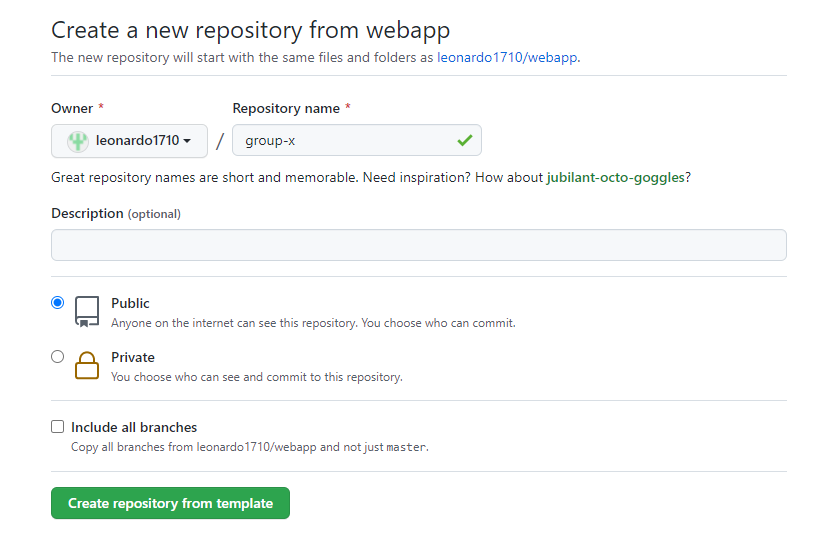 Create a new repository from webapp
The new repository will start with the same files and folders as leonardo1710/webapp.
Owner * Repository name *
leonardo1710 / group-x
Great repository names are short and memorable. Need inspiration? How about jubilant-octo-goggles?
Description (optional)
Public
Anyone on the internet can see this repository. You choose who can commit.
Private
You choose who can see and commit to this repository.
Include all branches
Copy all branches from leonardo1710/webapp and not just master.
Create repository from template